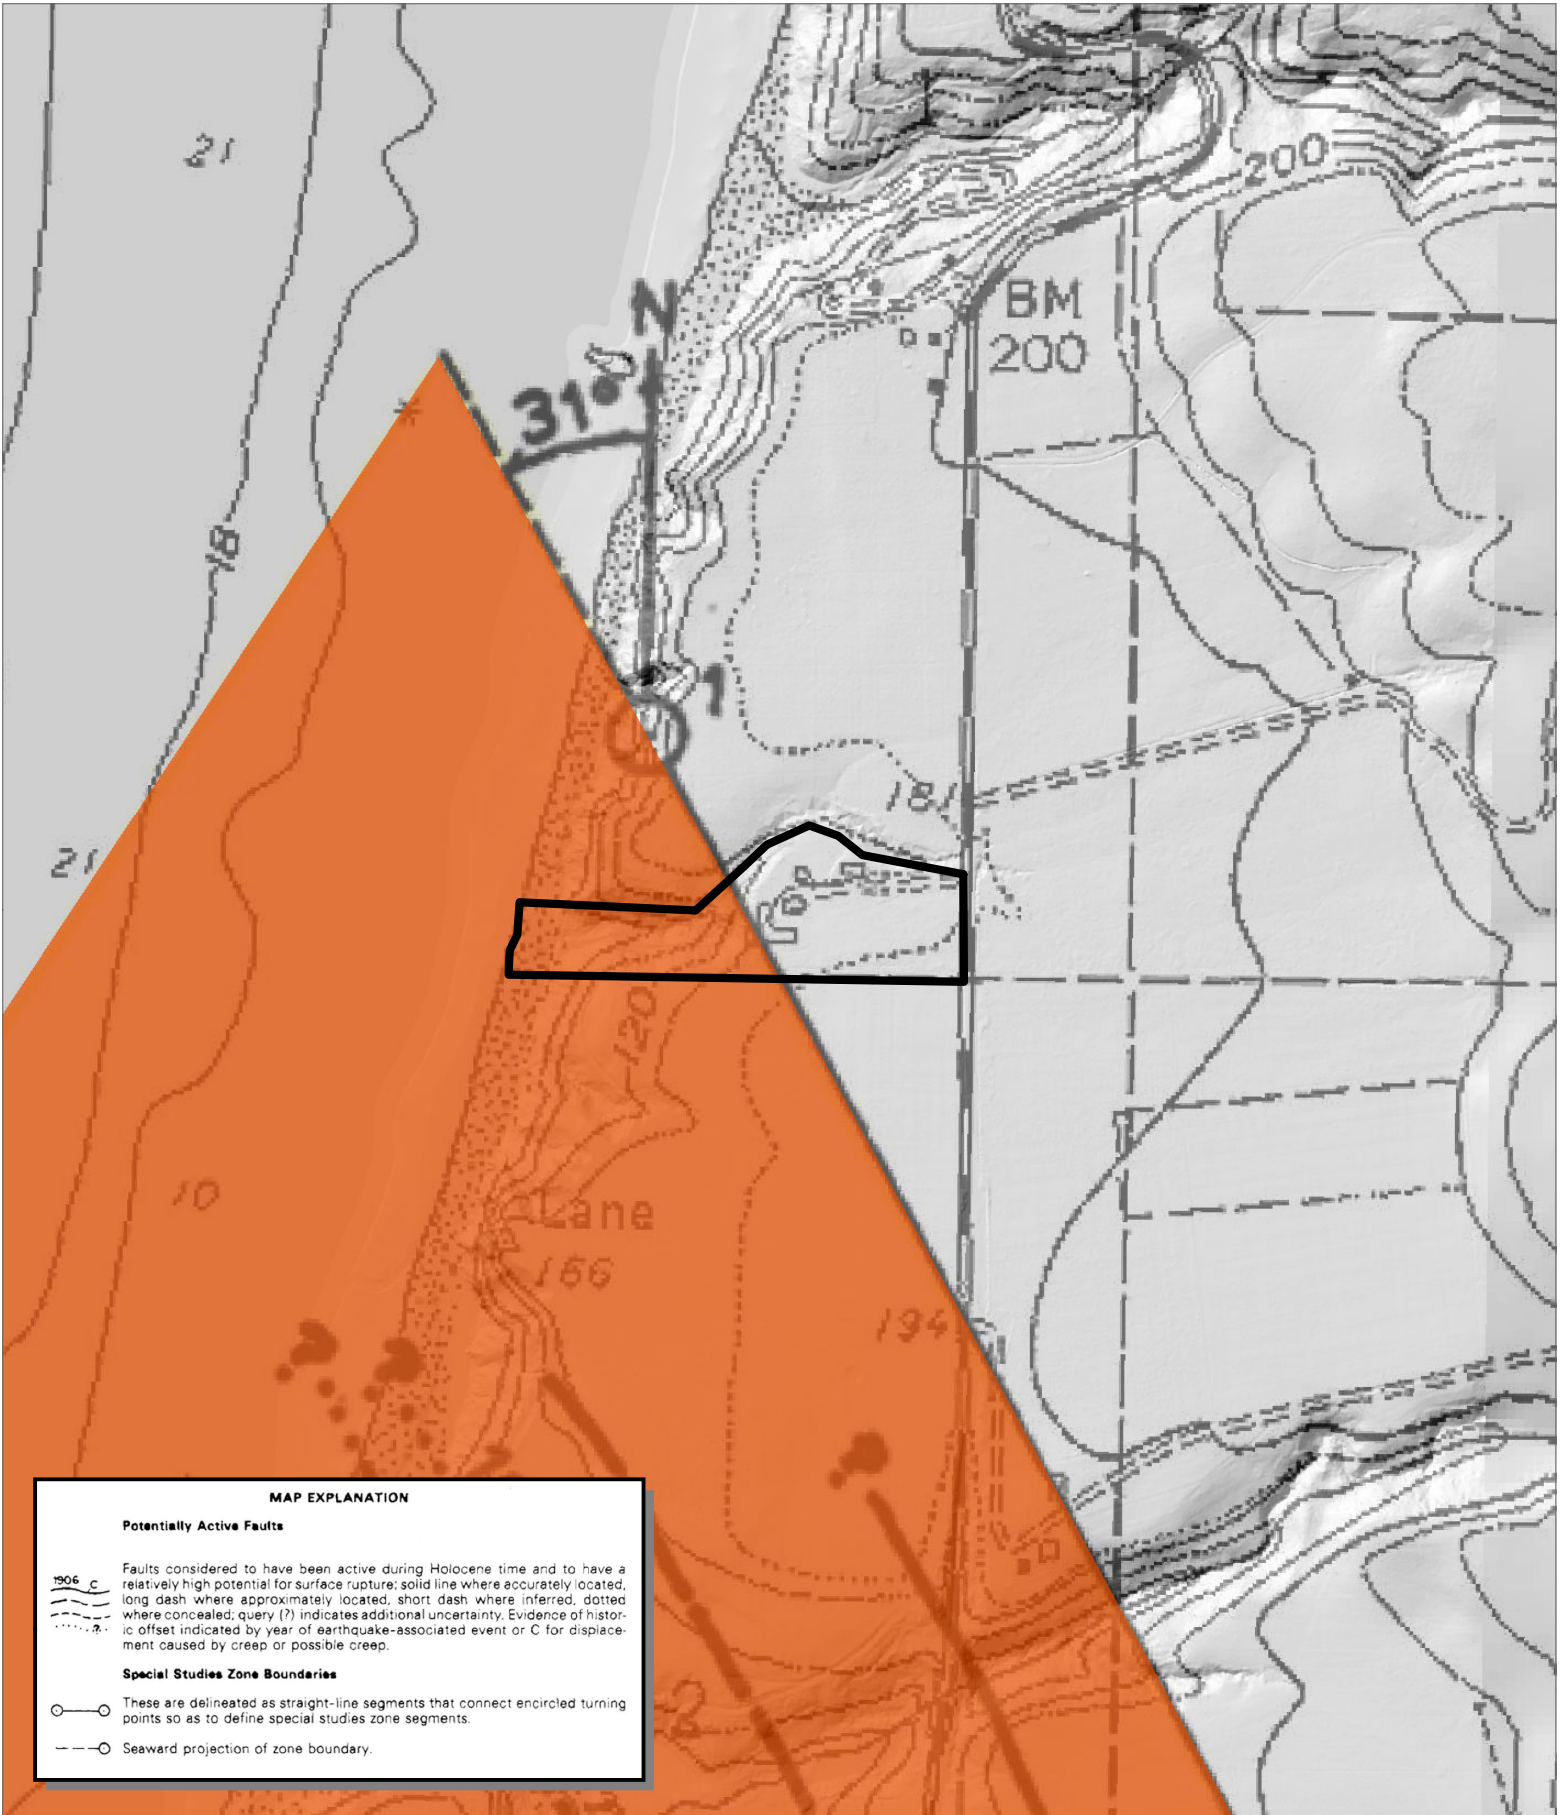 21
200
N
31°
BM
200
18
1
181
21
120
10
Lane
166
194
MAP EXPLANATION
Potentially Active Faults
1906 C
?
Faults considered to have been active during Holocene time and to have a
relatively high potential for surface rupture; solid line where accurately located,
long dash where approximately located, short dash where inferred, dotted
where concealed; query (?) indicates additional uncertainty. Evidence of histor-
ic offset indicated by year of earthquake-associated event or C for displace-
ment caused by creep or possible creep.
Special Studies Zone Boundaries
These are delineated as straight-line segments that connect encircled turning
points so as to define special studies zone segments.
Seaward projection of zone boundary.
2